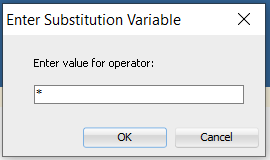 Enter Substitution Variable
Enter value for operator:
*
OK
Cancel